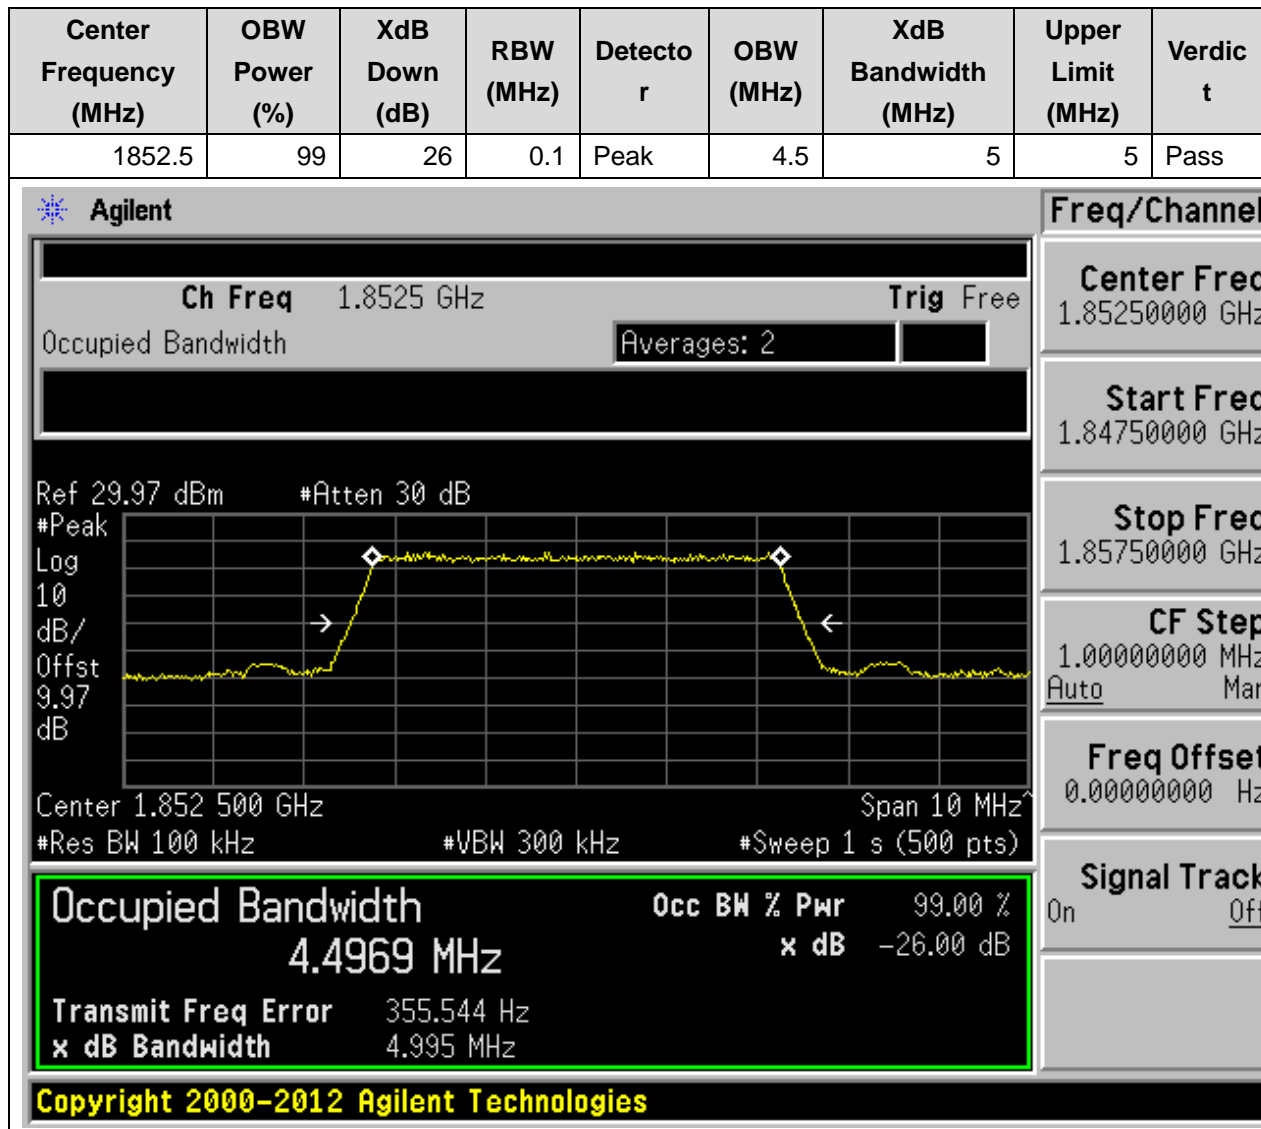 Center Frequency (MHz) OBW Power (%) XdB Down (dB) RBW (MHz) Detecto r OBW (MHz) XdB Bandwidth (MHz) Upper Limit (MHz) Verdic t
1852.5 99 26 0.1 Peak 4.5 5 5 Pass
Agilent
Freq/Channel
Ch Freq 1.8525 GHz Trig Free
Occupied Bandwidth Averages: 2
Center Freq
1.85250000 GHz
Start Freq
1.84750000 GHz
Stop Freq
1.85750000 GHz
CF Step
1.00000000 MHz
Auto Man
Freq Offset
0.00000000 Hz
Signal Track
On Off
Ref 29.97 dBm #Atten 30 dB
#Peak
Log
10
dB/
Offst
9.97
dB
Center 1.852 500 GHz Span 10 MHz^
#Res BW 100 kHz #VBW 300 kHz #Sweep 1 s (500 pts)
Occupied Bandwidth
4.4969 MHz
Occ BW % Pwr 99.00 %
x dB -26.00 dB
Transmit Freq Error 355.544 Hz
x dB Bandwidth 4.995 MHz
Copyright 2000-2012 Agilent Technologies